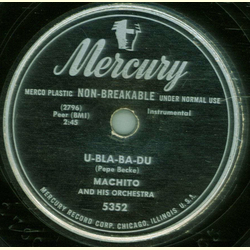 Mercury
MERCO PLASTIC NON-BREAKABLE UNDER NORMAL USE
(2796)
Peer (BMI)
2:45
Instrumental
U-BLA-BA-DU
(Pepe Becke)
MACHITO
AND HIS ORCHESTRA
5352
MERCURY RECORD CORP. CHICAGO, ILLINOIS U.S.A.